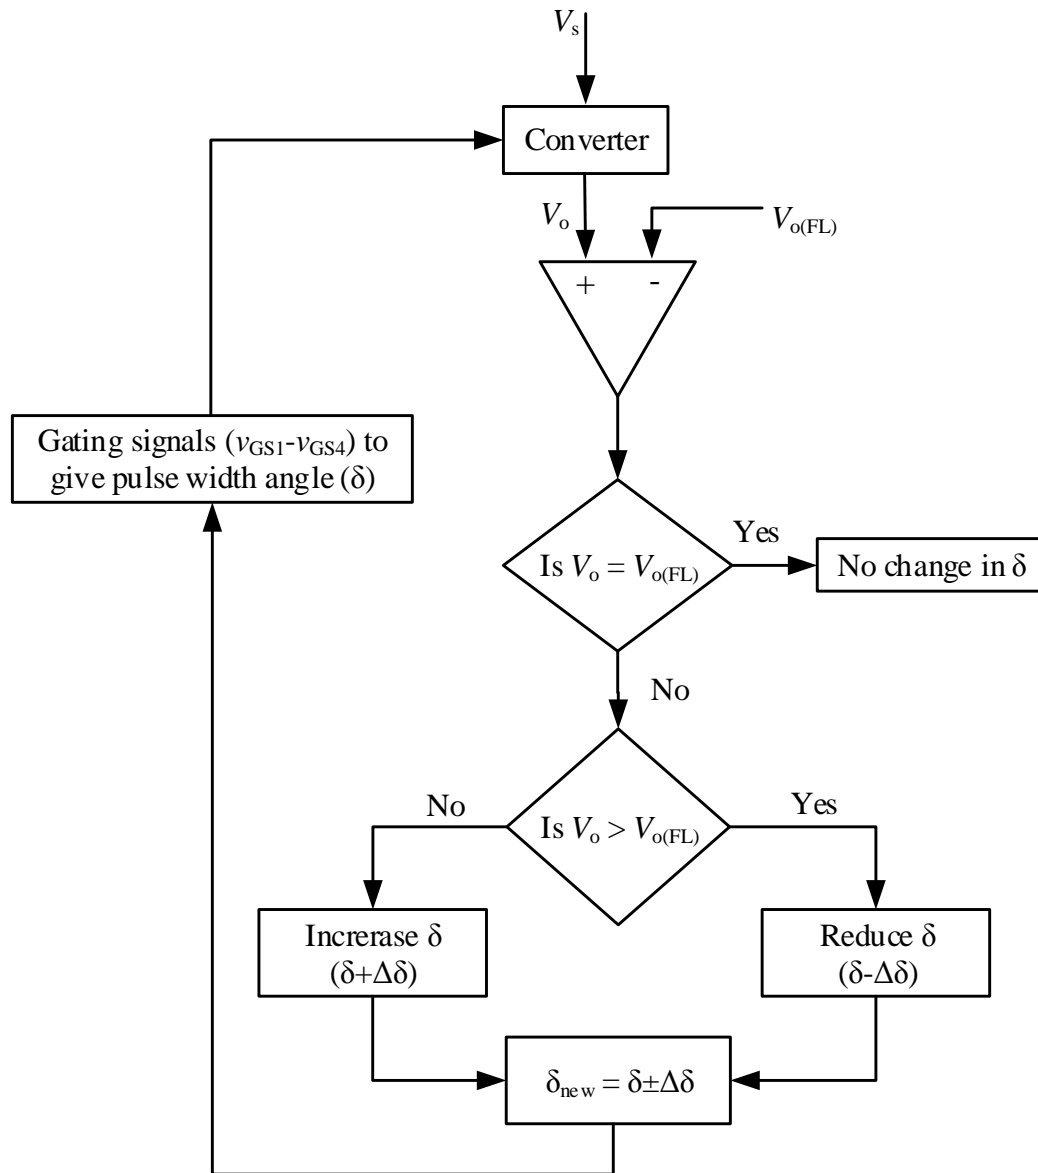 Vs
Converter
Vo
Vo(FL)
+ -
Gating signals (vGS1-vGS4) to
give pulse width angle (δ)
Is Vo = Vo(FL)
Yes
No change in δ
No
Is Vo > Vo(FL)
No
Yes
Increrase δ
(δ+Δδ)
Reduce δ
(δ-Δδ)
δnew = δ±Δδ